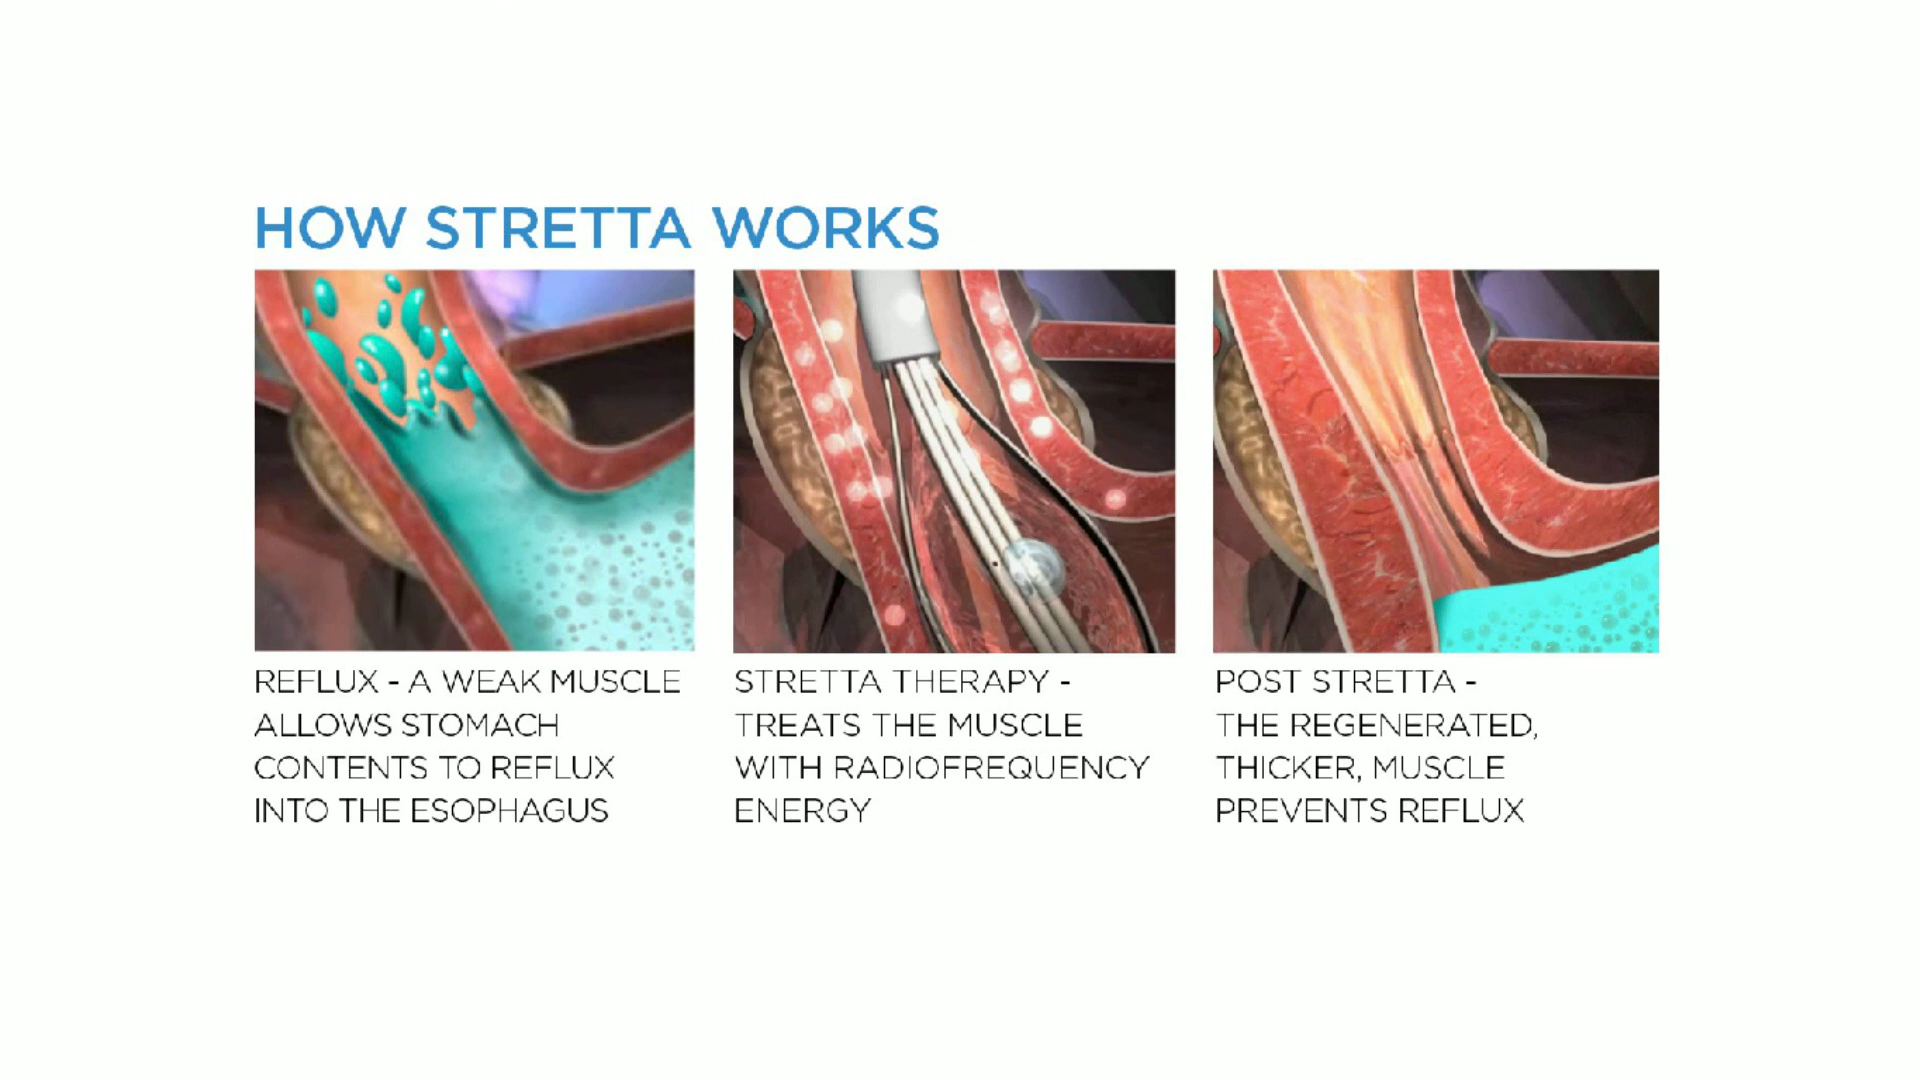 HOW STRETTA WORKS
REFLUX - A WEAK MUSCLE
ALLOWS STOMACH
CONTENTS TO REFLUX
INTO THE ESOPHAGUS
STRETTA THERAPY -
TREATS THE MUSCLE
WITH RADIOFREQUENCY
ENERGY
POST STRETTA -
THE REGENERATED,
THICKER, MUSCLE
PREVENTS REFLUX